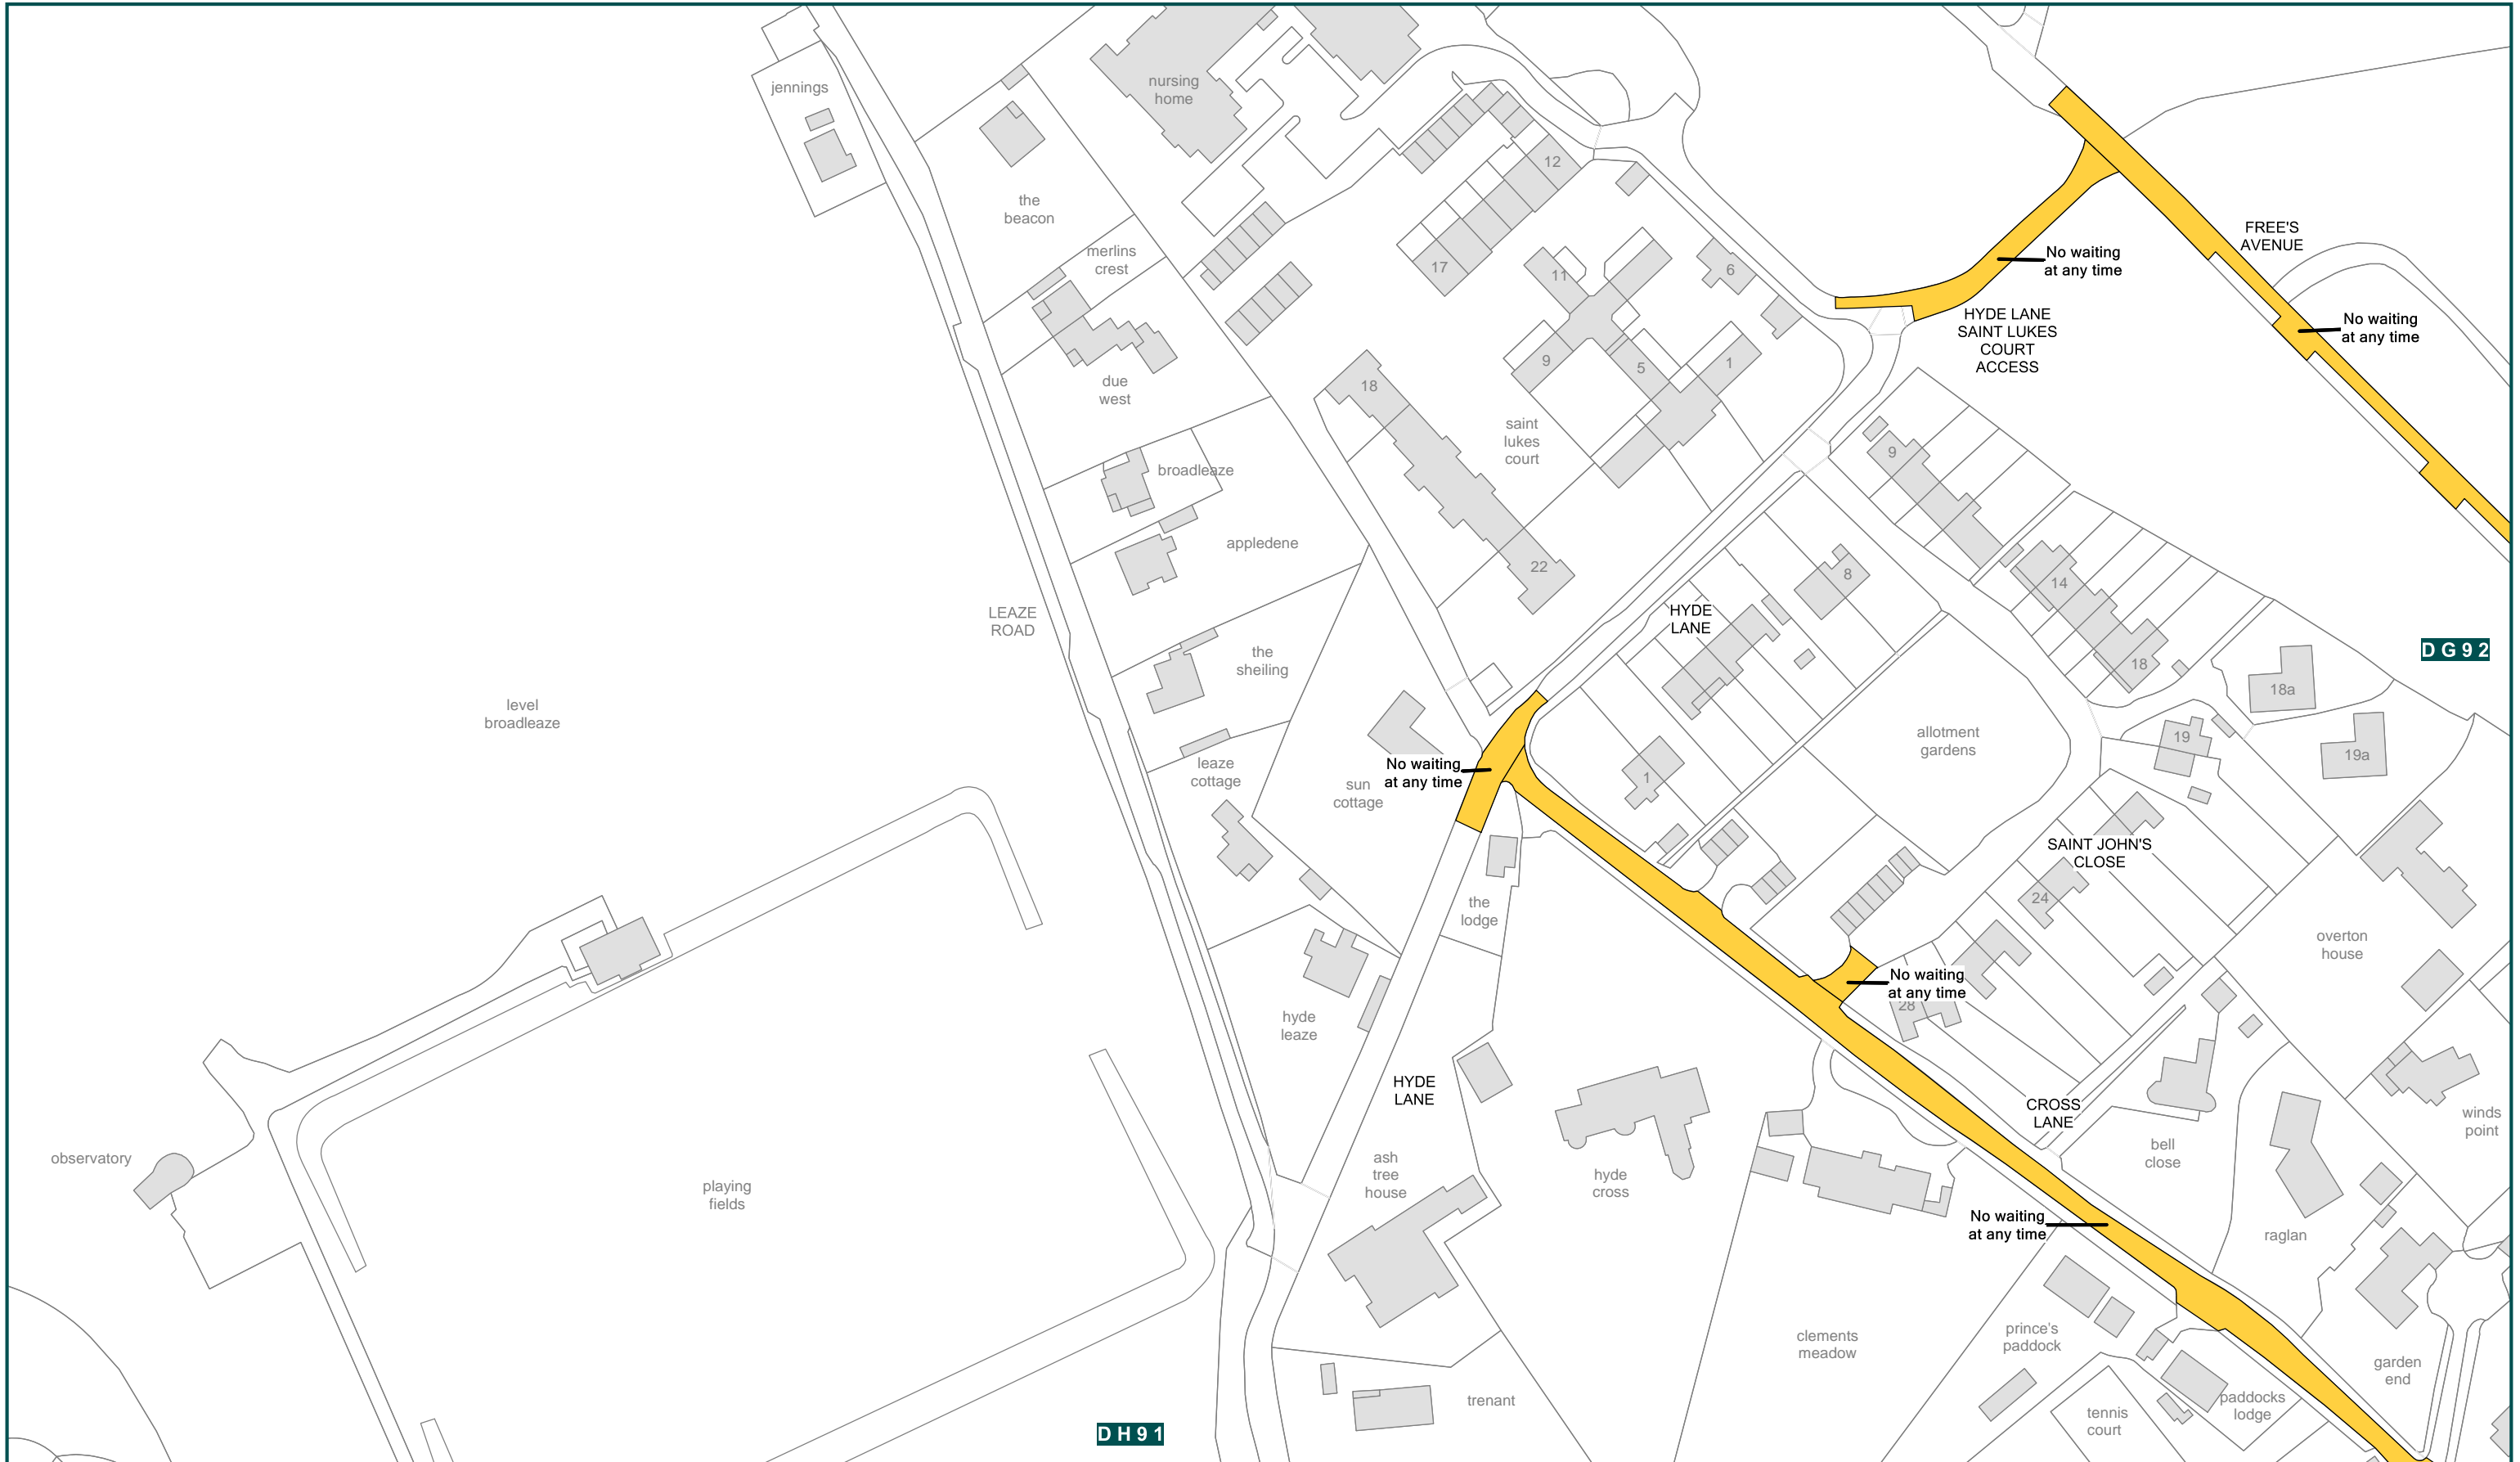 jennings
nursing
home
the
beacon
merlins
crest
due
west
broadleaze
appledene
the
sheiling
leaze
cottage
sun
cottage
LEAZE
ROAD
level
broadleaze
12
17
11
6
9
5
1
18
saint
lukes
court
22
FREE'S
AVENUE
No waiting
at any time
No waiting
at any time
HYDE LANE
SAINT LUKES
COURT
ACCESS
9
14
18
18a
19
19a
DG92
8
HYDE
LANE
1
allotment
gardens
No waiting
at any time
the
lodge
SAINT JOHN'S
CLOSE
24
overton
house
No waiting
at any time
28
hyde
leaze
HYDE
LANE
CROSS
LANE
bell
close
winds
point
observatory
playing
fields
ash
tree
house
hyde
cross
No waiting
at any time
raglan
clements
meadow
prince's
paddock
garden
end
paddocks
lodge
tennis
court
trenant
DH91